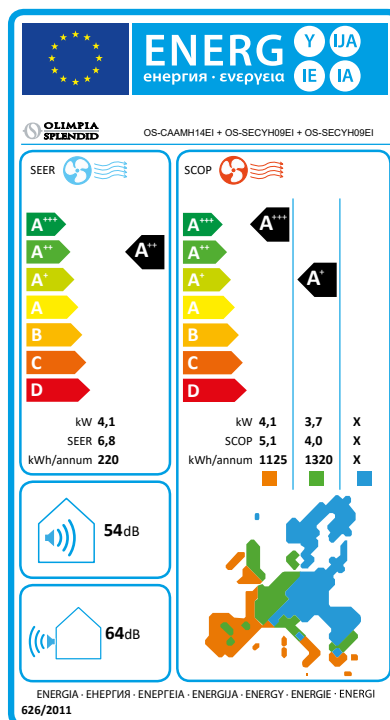 ENERG Y IJA
енергия · ενεργεια IE IA
OLIMPIA
SPLENDID
OS-CAAMH14EI + OS-SECYH09EI + OS-SECYH09EI
SEER SCOP
A+++ A+++ A+++
A++ A++ A++
A+ A+ A+
A A
B B
C C
D D
kW 4,1 kW 4,1 3,7 X
SEER 6,8 SCOP 5,1 4,0 X
kWh/annum 220 kWh/annum 1125 1320 X
54dB
64dB
ENERGIA · ЕНЕРГИЯ · ΕΝΕΡΓΕΙΑ · ENERGIJA · ENERGY · ENERGIE · ENERGI
626/2011